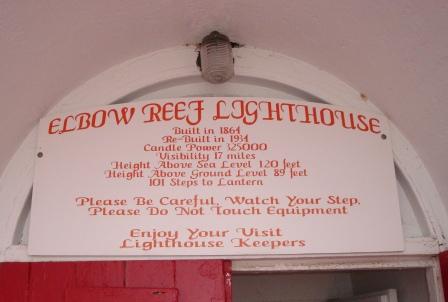 ELBOW REEF LIGHTHOUSE
Built in 1864
Re-Built in 1934
Candle Power 325000
Visibility 17 miles
Height Above Sea Level 120 feet
Height Above Ground Level 89 feet
101 Steps to Lantern
Please Be Careful, Watch Your Step.
Please Do Not Touch Equipment
Enjoy Your Visit
Lighthouse Keepers